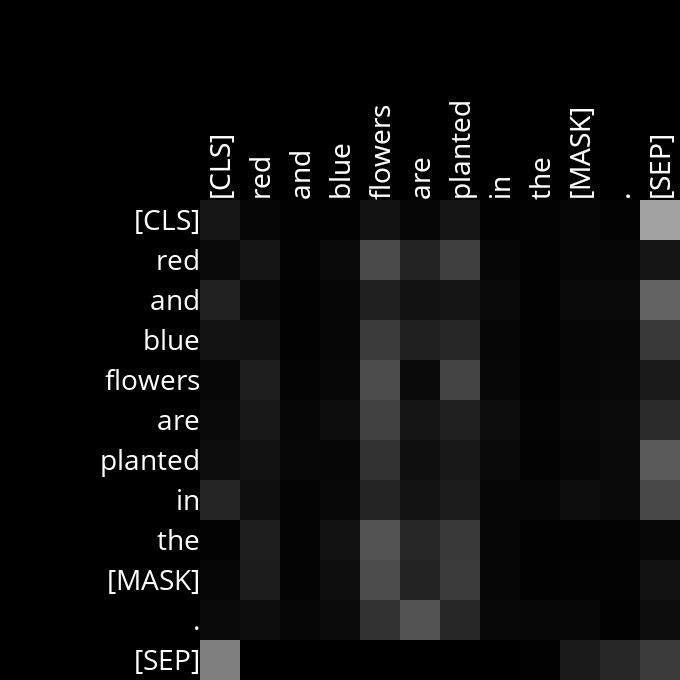 [CLS] red and blue flowers are planted in the [MASK] . [SEP]
[CLS]
red
and
blue
flowers
are
planted
in
the
[MASK]
.
[SEP]